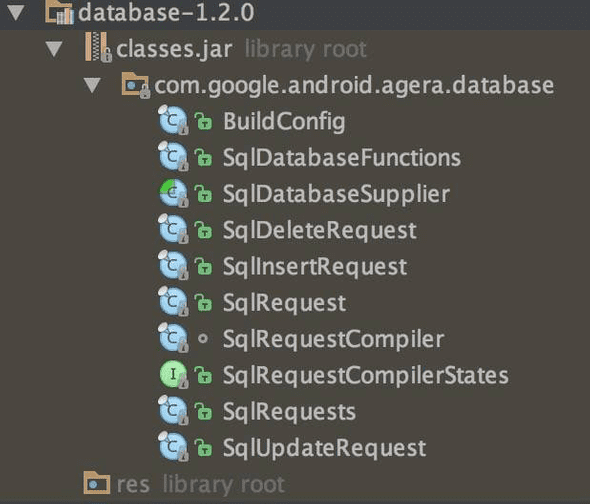 database-1.2.0
classes.jar library root
com.google.android.agera.database
BuildConfig
SqlDatabaseFunctions
SqlDatabaseSupplier
SqlDeleteRequest
SqlInsertRequest
SqlRequest
SqlRequestCompiler
SqlRequestCompilerStates
SqlRequests
SqlUpdateRequest
res library root